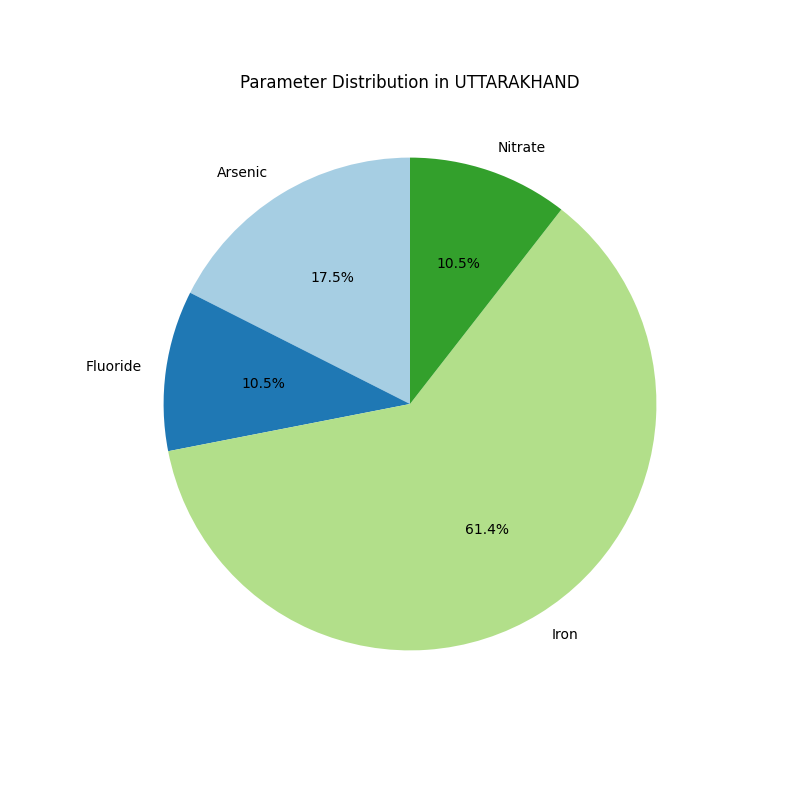 Parameter Distribution in UTTARAKHAND
Nitrate
Arsenic
10.5%
17.5%
Fluoride
10.5%
61.4%
Iron